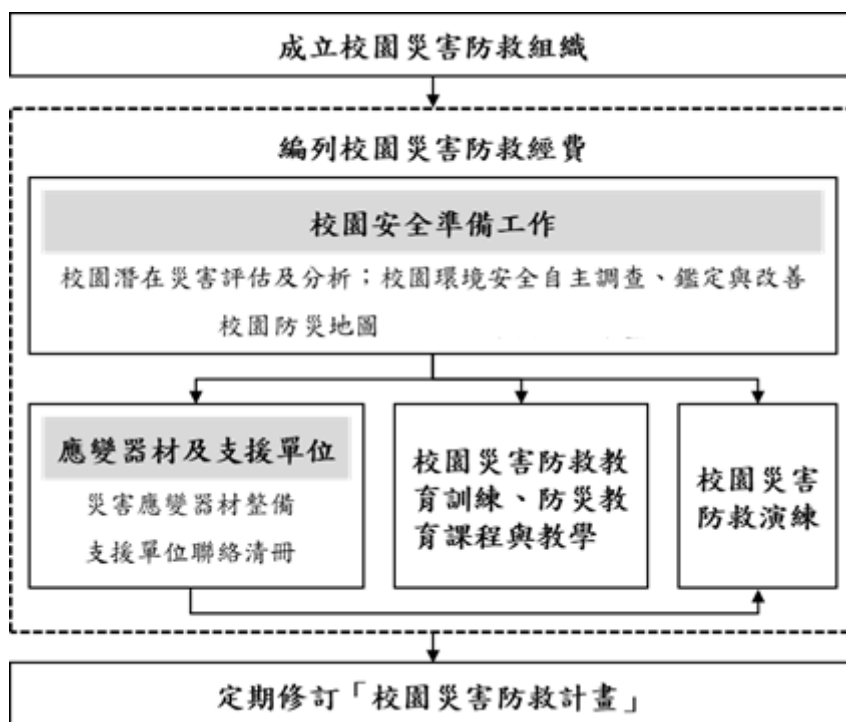 成立校園災害防救組織
編列校園災害防救經費
校園安全準備工作
校園潛在災害評估及分析；校園環境安全自主調查、鑑定與改善
校園防災地圖
應變器材及支援單位
災害應變器材整備
支援單位聯絡清冊
校園災害防救教
育訓練、防災教
育課程與教學
校園災害
防救演練
定期修訂「校園災害防救計畫」